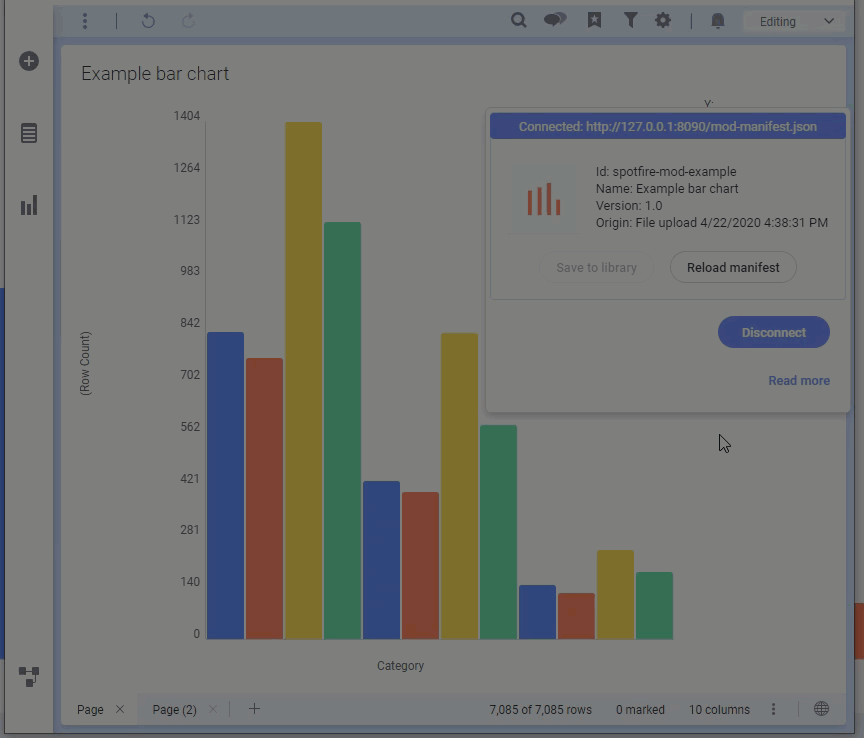 Editing
Example bar chart
Y:
Connected: http://127.0.0.1:8090/mod-manifest.json
Id: spotfire-mod-example
Name: Example bar chart
Version: 1.0
Origin: File upload 4/22/2020 4:38:31 PM
Save to library
Reload manifest
Disconnect
Read more
1404
1264
1123
983
842
702
562
421
281
140
0
(Row Count)
Category
Page
Page (2)
7,085 of 7,085 rows
0 marked
10 columns